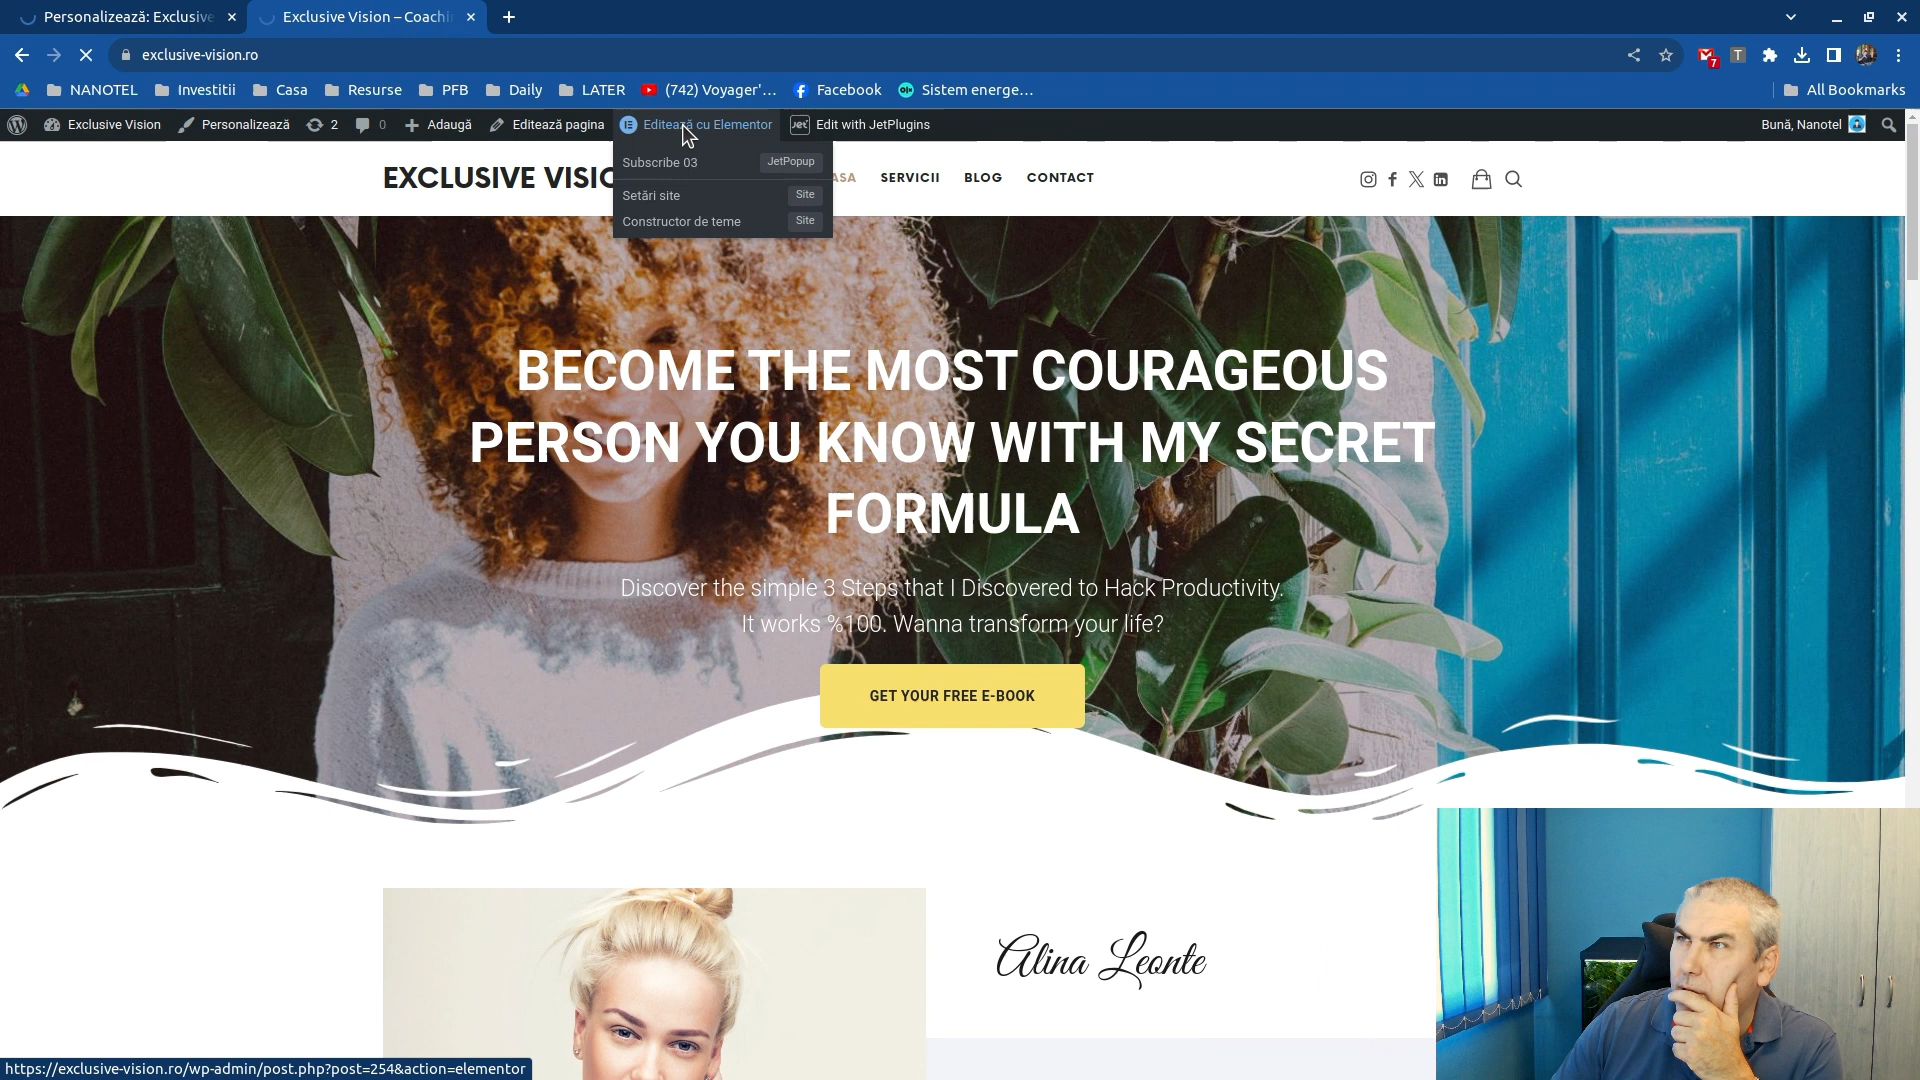 Personalizează: Exclusive
Exclusive Vision – Coachi
exclusive-vision.ro
7
T
NANOTEL
Investitii
Casa
Resurse
PFB
Daily
LATER
(742) Voyager'...
Facebook
Sistem energe...
All Bookmarks
Exclusive Vision
Personalizează
2
0
Adaugă
Editează pagina
Editează cu Elementor
Jet
Edit with JetPlugins
Bună, Nanotel
Subscribe 03
JetPopup
Setări site
Site
Constructor de teme
Site
EXCLUSIVE VISIO
ASA
SERVICII
BLOG
CONTACT
BECOME THE MOST COURAGEOUS
PERSON YOU KNOW WITH MY SECRET
FORMULA
Discover the simple 3 Steps that I Discovered to Hack Productivity.
It works %100. Wanna transform your life?
GET YOUR FREE E-BOOK
Alina Leonte
https://exclusive-vision.ro/wp-admin/post.php?post=254&action=elementor